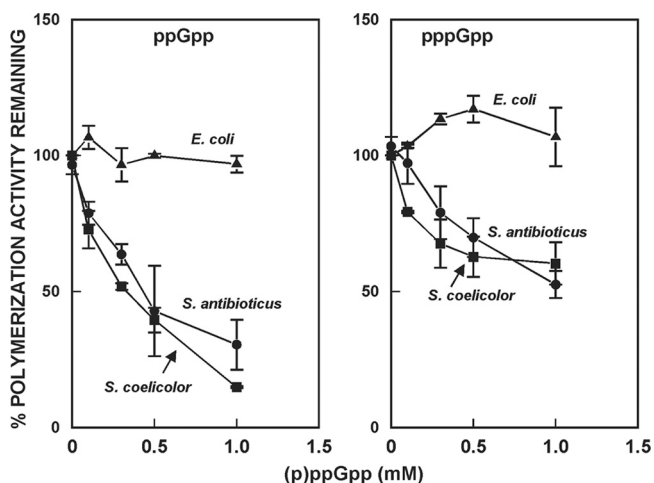 ppGpp
pppGpp
% POLYMERIZATION ACTIVITY REMAINING
150
100
50
0
E. coli
S. antibioticus
S. coelicolor
0
0.5
1.0
1.5
150
100
50
0
E. coli
S. antibioticus
S. coelicolor
0
0.5
1.0
1.5
(p)ppGpp (mM)